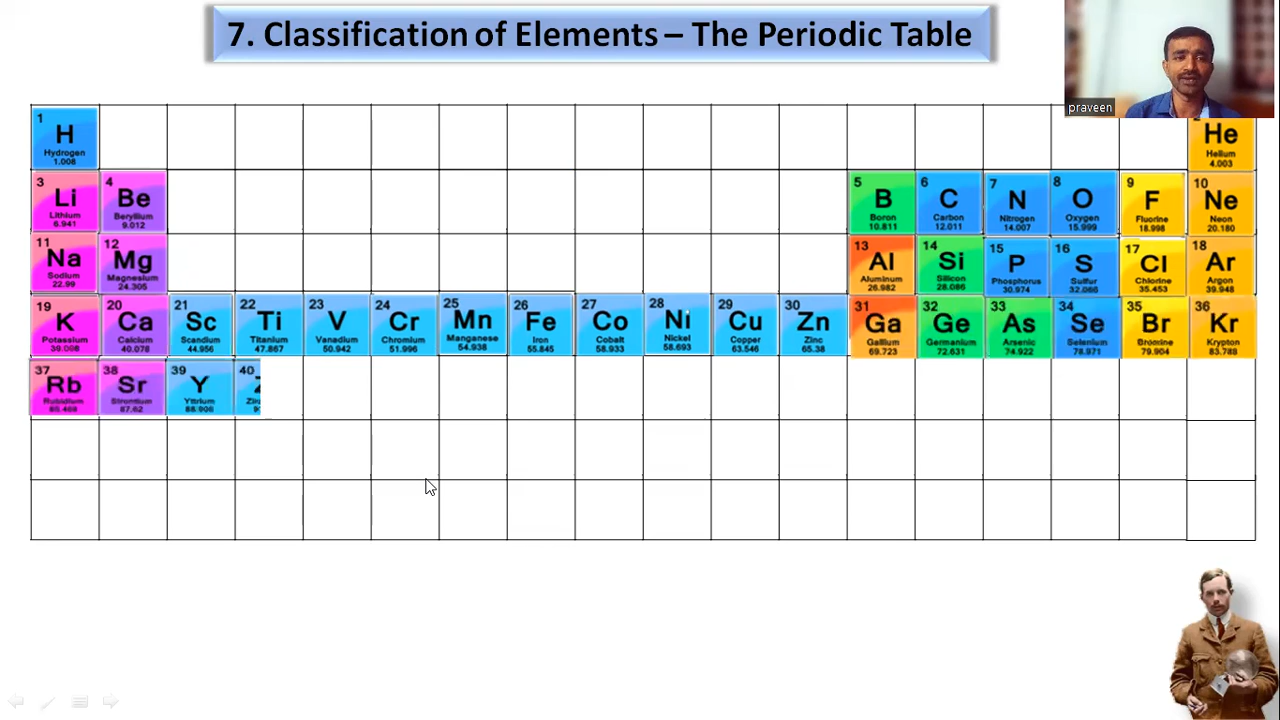 7. Classification of Elements – The Periodic Table
praveen
1
H
Hydrogen
1.008
He
Helium
4.003
3
Li
Lithium
6.941
4
Be
Beryllium
9.012
5
B
Boron
10.811
6
C
Carbon
12.011
7
N
Nitrogen
14.007
8
O
Oxygen
15.999
9
F
Fluorine
18.998
10
Ne
Neon
20.180
11
Na
Sodium
22.99
12
Mg
Magnesium
24.305
13
Al
Aluminum
26.982
14
Si
Silicon
28.086
15
P
Phosphorus
30.974
16
S
Sulfur
32.066
17
Cl
Chlorine
35.453
18
Ar
Argon
39.948
19
K
Potassium
39.098
20
Ca
Calcium
40.078
21
Sc
Scandium
44.956
22
Ti
Titanium
47.867
23
V
Vanadium
50.942
24
Cr
Chromium
51.996
25
Mn
Manganese
54.938
26
Fe
Iron
55.845
27
Co
Cobalt
58.933
28
Ni
Nickel
58.693
29
Cu
Copper
63.546
30
Zn
Zinc
65.38
31
Ga
Gallium
69.723
32
Ge
Germanium
72.631
33
As
Arsenic
74.922
34
Se
Selenium
78.971
35
Br
Bromine
79.904
36
Kr
Krypton
83.788
37
Rb
Rubidium
85.468
38
Sr
Strontium
87.62
39
Y
Yttrium
88.906
40